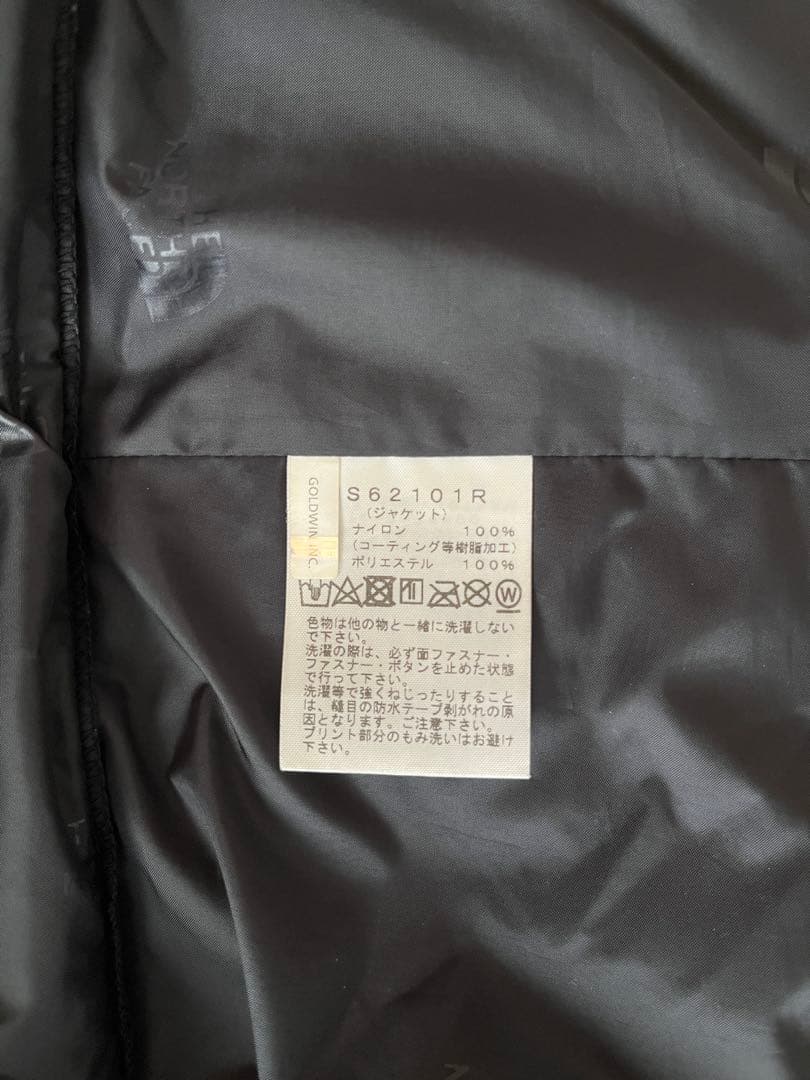 THE
NORTH
F
GOLDWIN INC.
S62101R
(ジャケット)
ナイロン 100%
(コーティング等樹脂加工)
ポリエステル 100%
W
色物は他の物と一緒に洗濯しない
で下さい。
洗濯の際は、必ず面ファスナー・
ファスナー・ボタンを止めた状態
で行って下さい。
洗濯等で強くねじったりすること
は、縫目の防水テープ剥がれの原
因となります。ご注意下さい。
プリント部分のもみ洗いはお避け
下さい。